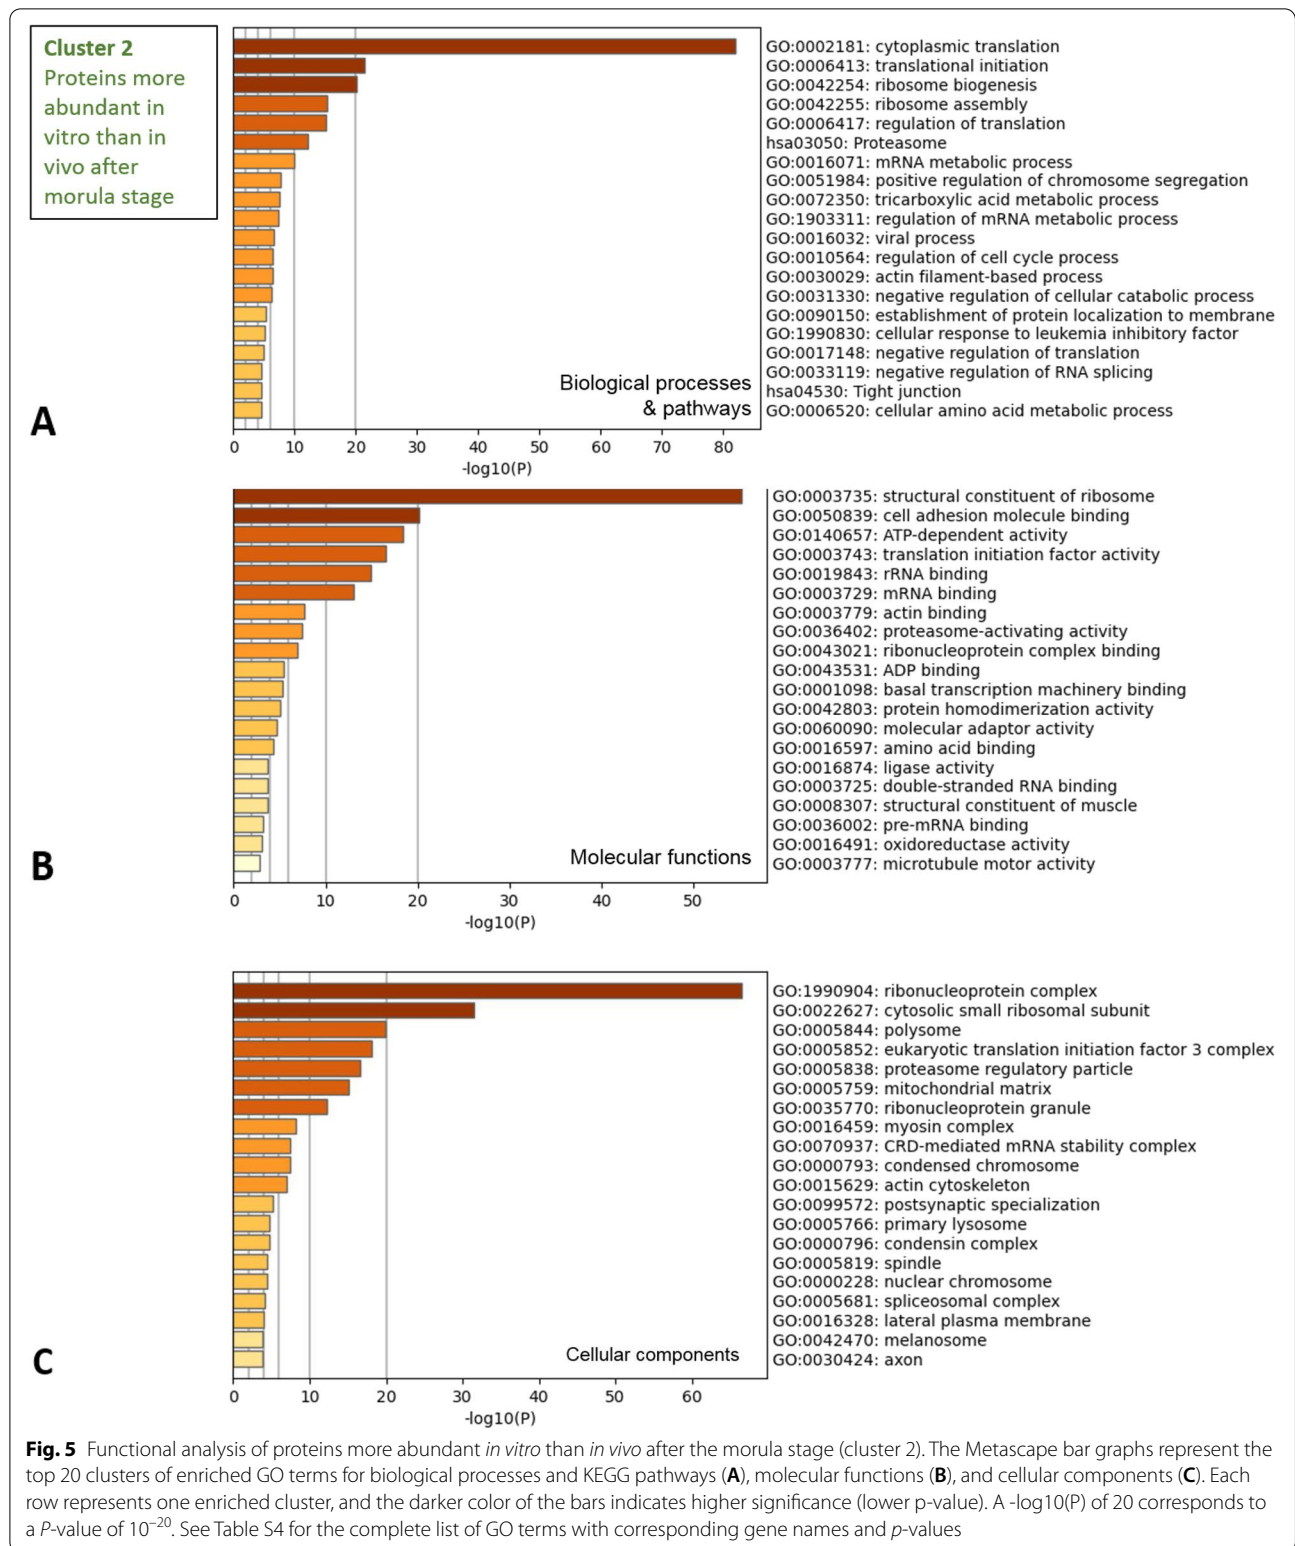 Cluster 2
Proteins more
abundant in
vitro than in
vivo after
morula stage
GO:0002181: cytoplasmic translation
GO:0006413: translational initiation
GO:0042254: ribosome biogenesis
GO:0042255: ribosome assembly
GO:0006417: regulation of translation
hsa03050: Proteasome
GO:0016071: mRNA metabolic process
GO:0051984: positive regulation of chromosome segregation
GO:0072350: tricarboxylic acid metabolic process
GO:1903311: regulation of mRNA metabolic process
GO:0016032: viral process
GO:0010564: regulation of cell cycle process
GO:0030029: actin filament-based process
GO:0031330: negative regulation of cellular catabolic process
GO:0090150: establishment of protein localization to membrane
GO:1990830: cellular response to leukemia inhibitory factor
GO:0017148: negative regulation of translation
GO:0033119: negative regulation of RNA splicing
hsa04530: Tight junction
GO:0006520: cellular amino acid metabolic process
Biological processes
& pathways
A
0 10 20 30 40 50 60 70 80
-log10(P)
GO:0003735: structural constituent of ribosome
GO:0050839: cell adhesion molecule binding
GO:0140657: ATP-dependent activity
GO:0003743: translation initiation factor activity
GO:0019843: rRNA binding
GO:0003729: mRNA binding
GO:0003779: actin binding
GO:0036402: proteasome-activating activity
GO:0043021: ribonucleoprotein complex binding
GO:0043531: ADP binding
GO:0001098: basal transcription machinery binding
GO:0042803: protein homodimerization activity
GO:0060090: molecular adaptor activity
GO:0016597: amino acid binding
GO:0016874: ligase activity
GO:0003725: double-stranded RNA binding
GO:0008307: structural constituent of muscle
GO:0036002: pre-mRNA binding
GO:0016491: oxidoreductase activity
GO:0003777: microtubule motor activity
Molecular functions
B
0 10 20 30 40 50
-log10(P)
GO:1990904: ribonucleoprotein complex
GO:0022627: cytosolic small ribosomal subunit
GO:0005844: polysome
GO:0005852: eukaryotic translation initiation factor 3 complex
GO:0005838: proteasome regulatory particle
GO:0005759: mitochondrial matrix
GO:0035770: ribonucleoprotein granule
GO:0016459: myosin complex
GO:0070937: CRD-mediated mRNA stability complex
GO:0000793: condensed chromosome
GO:0015629: actin cytoskeleton
GO:0099572: postsynaptic specialization
GO:0005766: primary lysosome
GO:0000796: condensin complex
GO:0005819: spindle
GO:0000228: nuclear chromosome
GO:0005681: spliceosomal complex
GO:0016328: lateral plasma membrane
GO:0042470: melanosome
GO:0030424: axon
Cellular components
C
0 10 20 30 40 50 60
-log10(P)
Fig. 5 Functional analysis of proteins more abundant in vitro than in vivo after the morula stage (cluster 2). The Metascape bar graphs represent the
top 20 clusters of enriched GO terms for biological processes and KEGG pathways (A), molecular functions (B), and cellular components (C). Each
row represents one enriched cluster, and the darker color of the bars indicates higher significance (lower p-value). A -log10(P) of 20 corresponds to
a P-value of 10⁻²⁰. See Table S4 for the complete list of GO terms with corresponding gene names and p-values